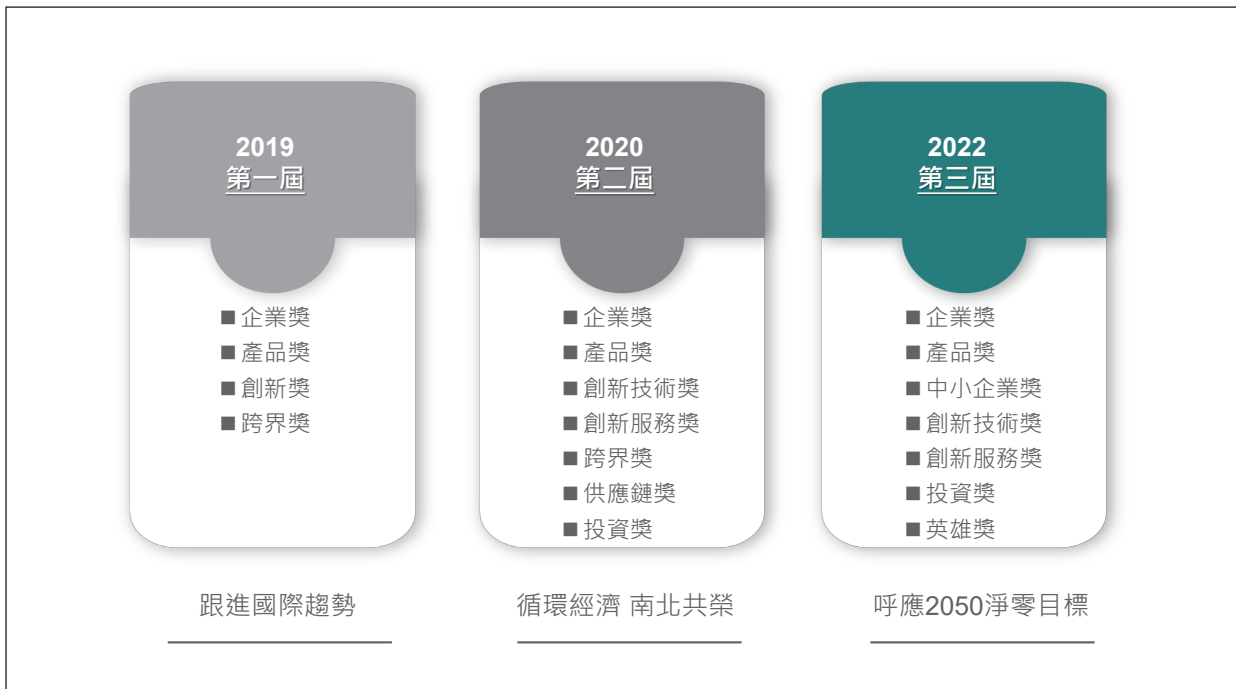 2019
第一屆
■企業獎
■產品獎
■創新獎
■跨界獎
跟進國際趨勢
2020
第二屆
■企業獎
■產品獎
■創新技術獎
■創新服務獎
■跨界獎
■供應鏈獎
■投資獎
循環經濟 南北共榮
2022
第三屆
■企業獎
■產品獎
■中小企業獎
■創新技術獎
■創新服務獎
■投資獎
■英雄獎
呼應2050淨零目標